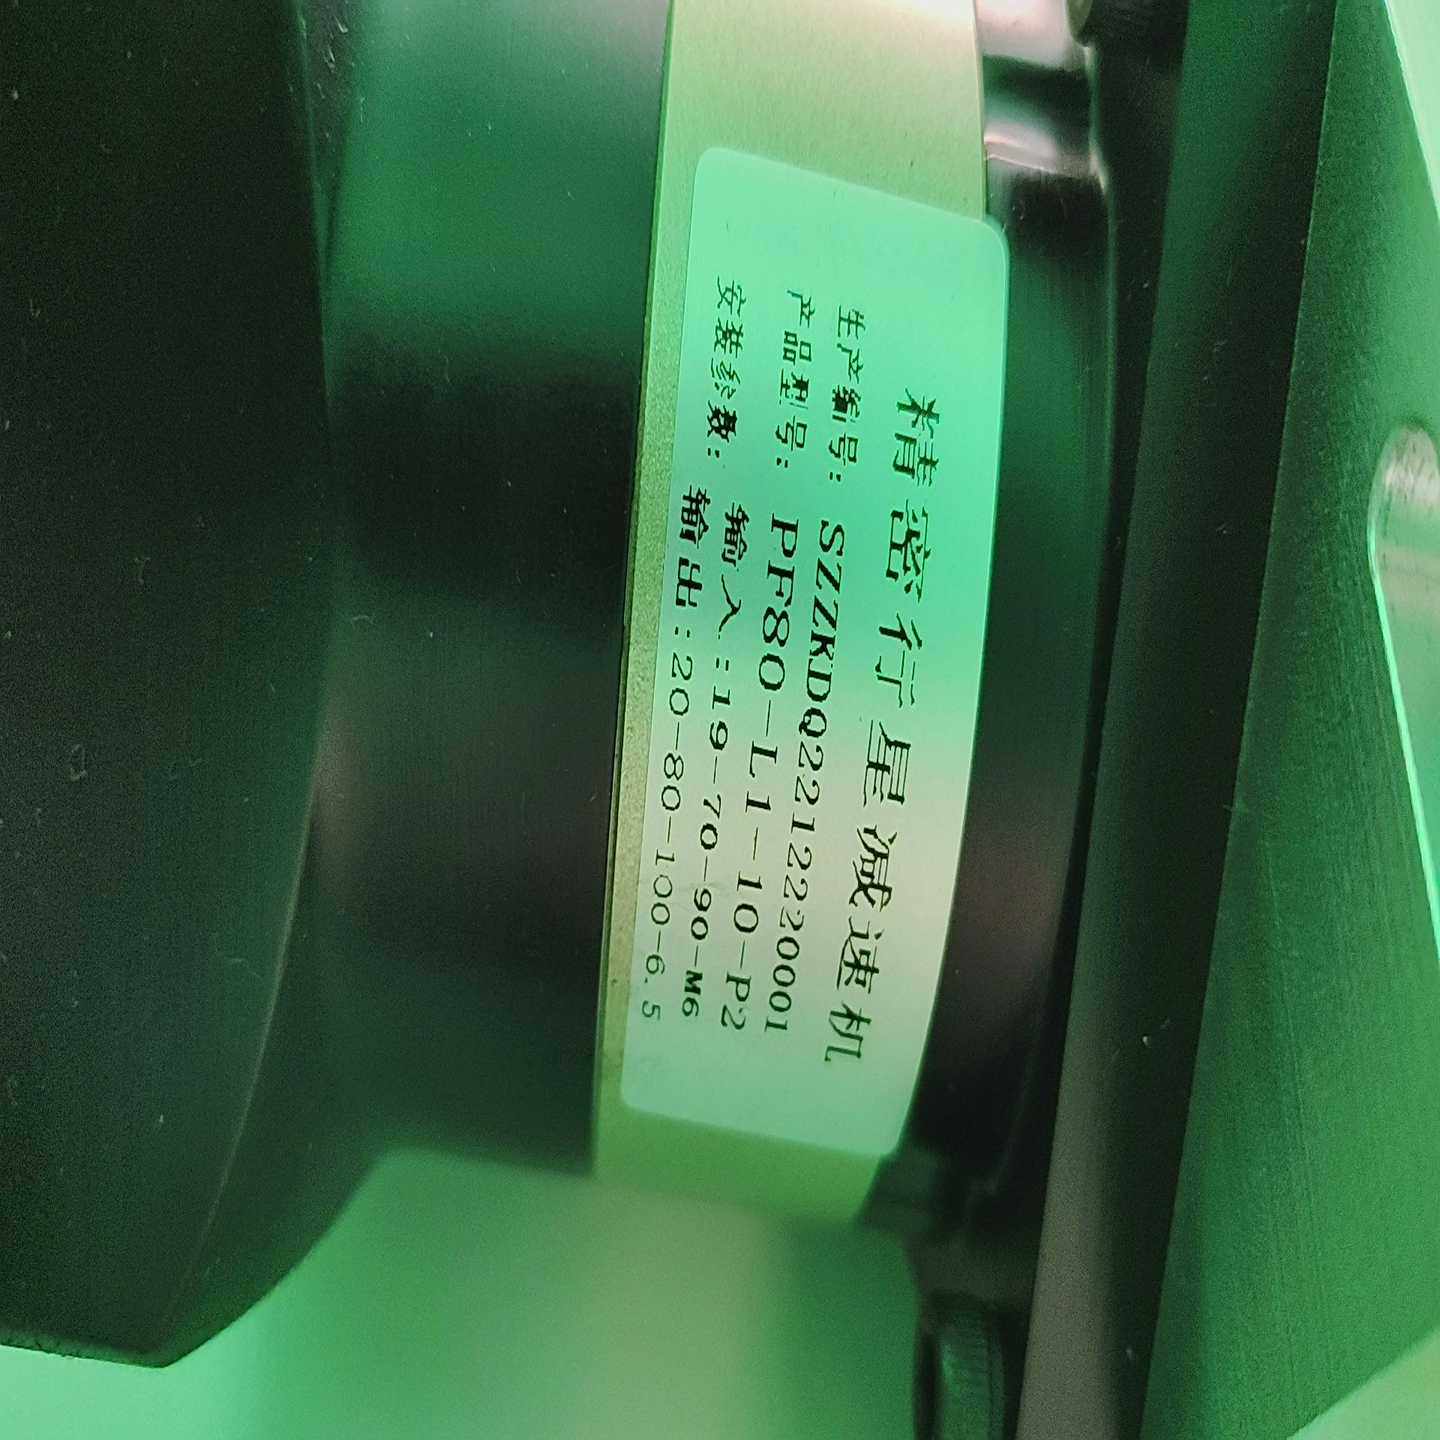 精密行星减速机
生产编号: SZZKDQ2212220001
产品型号: PF80-L1-10-P2
安装参数: 输入:19-70-90-M6
输出:20-80-100-6.5